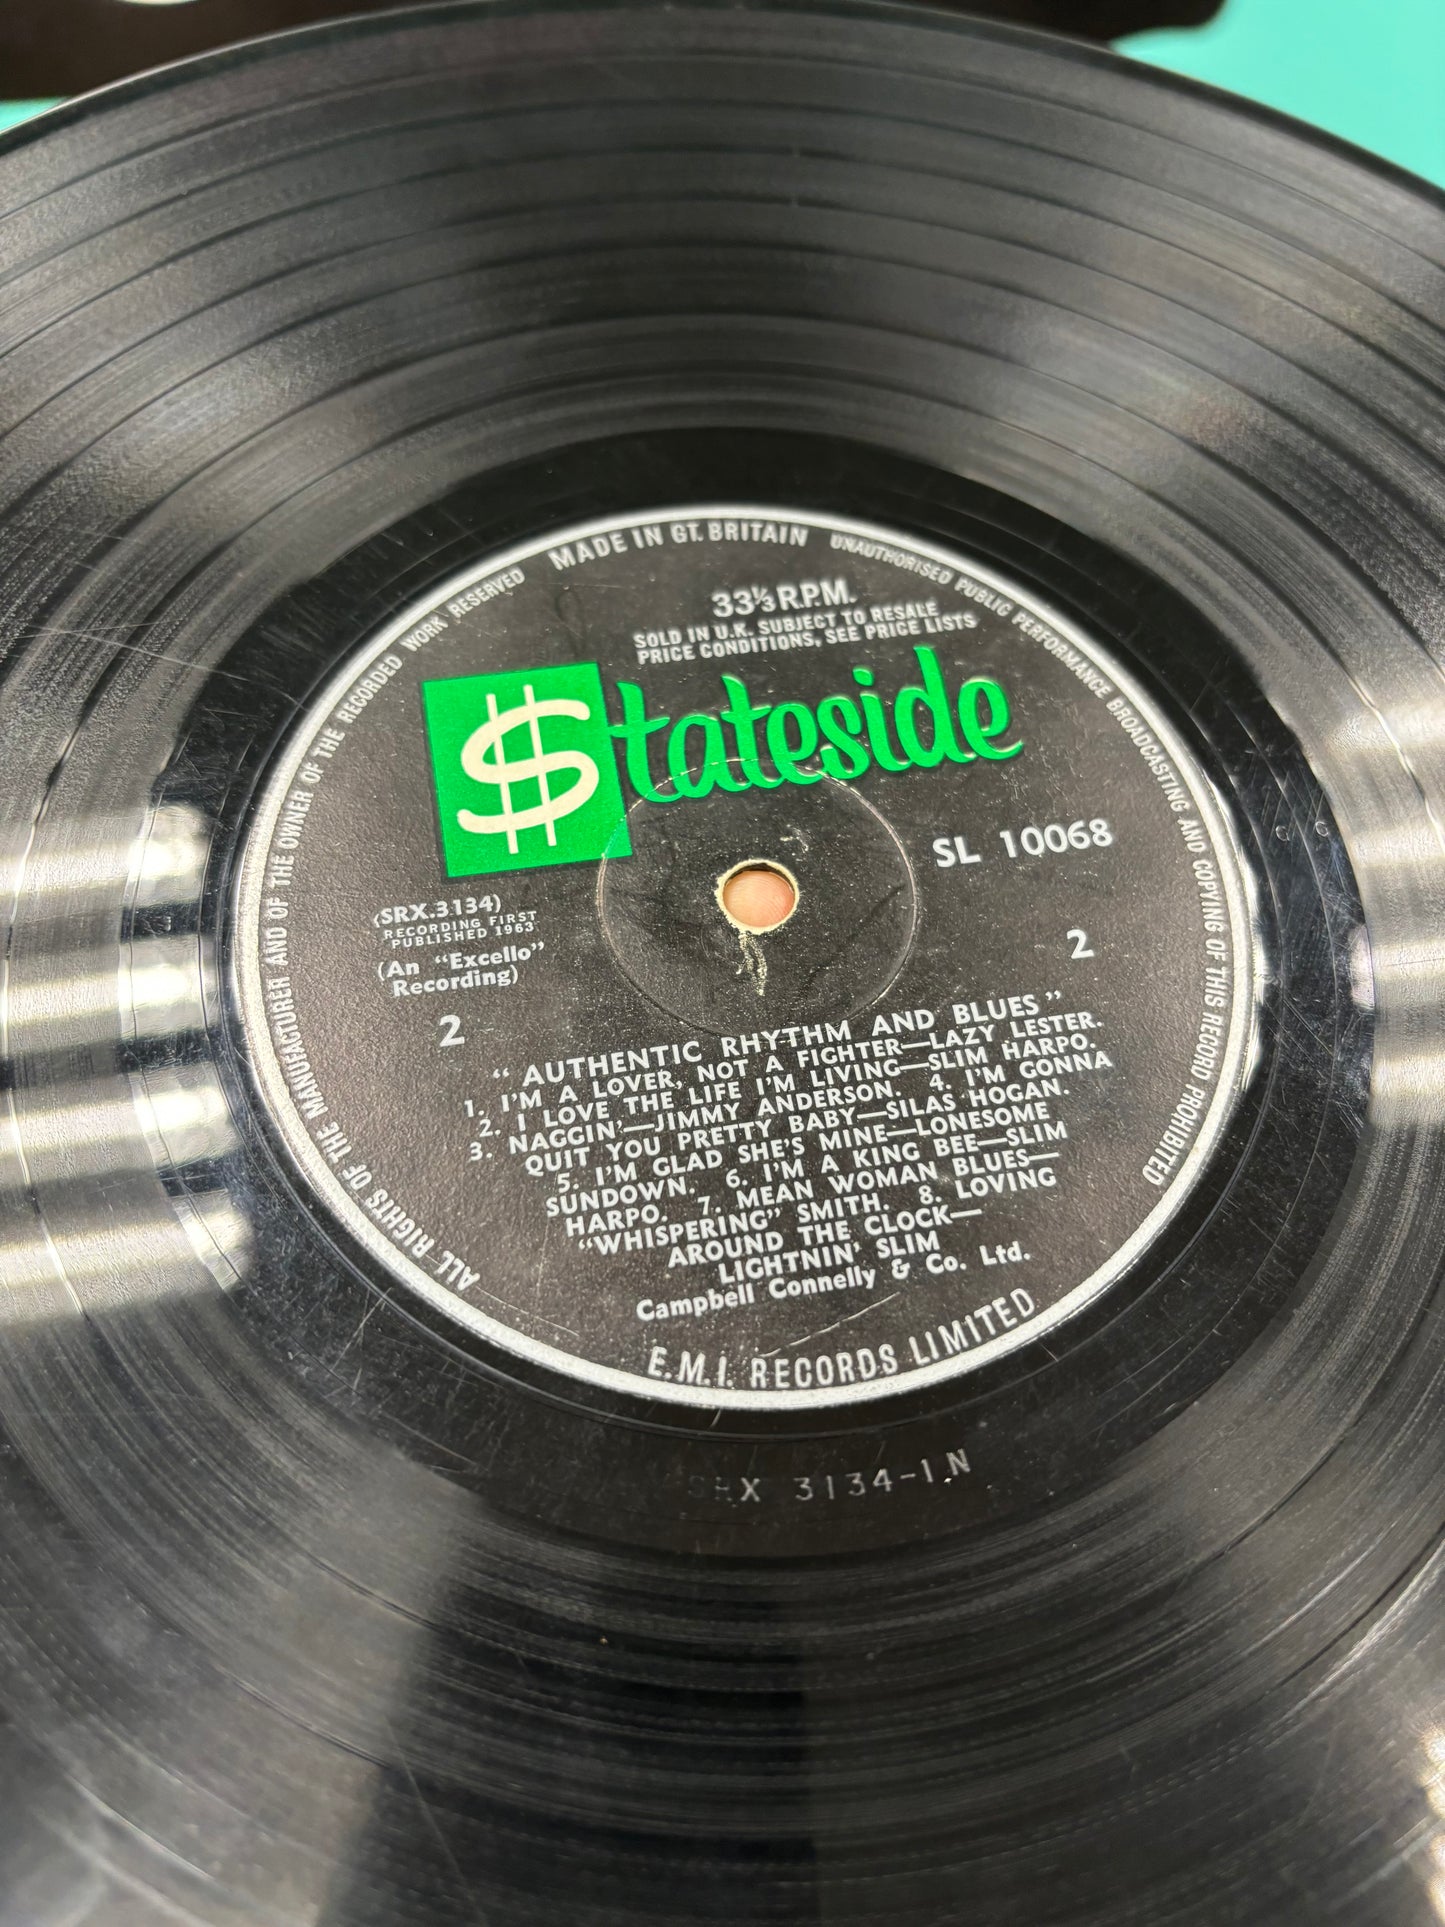 MADE IN GT. BRITAIN
UNAUTHORISED PUBLIC PERFORMANCE BROADCASTING AND COPYING OF THIS RECORD PROHIBITED
ALL RIGHTS OF THE MANUFACTURER AND OF THE OWNER OF THE RECORDED WORK RESERVED
33⅓ R.P.M.
SOLD IN U.K. SUBJECT TO RESALE
PRICE CONDITIONS, SEE PRICE LISTS
$tateside
SL 10068
(SRX.3134)
RECORDING FIRST
PUBLISHED 1963
(An "Excello"
Recording)
2
2
"AUTHENTIC RHYTHM AND BLUES"
1. I'M A LOVER, NOT A FIGHTER—LAZY LESTER.
2. I LOVE THE LIFE I'M LIVING—SLIM HARPO.
3. NAGGIN'—JIMMY ANDERSON. 4. I'M GONNA
QUIT YOU PRETTY BABY—SILAS HOGAN.
5. I'M GLAD SHE'S MINE—LONESOME
SUNDOWN. 6. I'M A KING BEE—SLIM
HARPO. 7. MEAN WOMAN BLUES—
"WHISPERING" SMITH. 8. LOVING
AROUND THE CLOCK—
LIGHTNIN' SLIM
Campbell Connelly & Co. Ltd.
E.M.I. RECORDS LIMITED
SRX 3134-1N